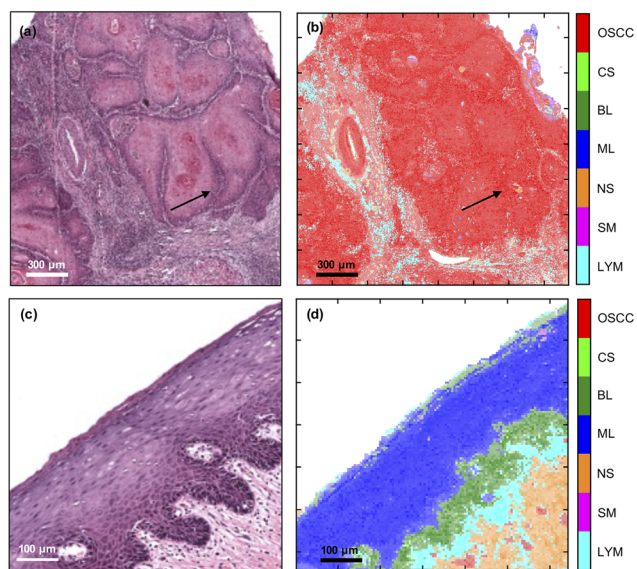 (a)
300 µm
(b)
300 µm
OSCC
CS
BL
ML
NS
SM
LYM
(c)
100 µm
(d)
100 µm
OSCC
CS
BL
ML
NS
SM
LYM